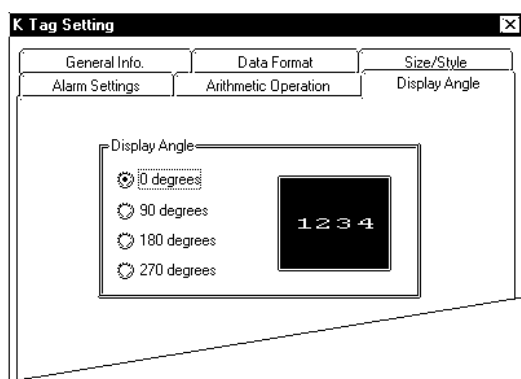 K Tag Setting
General Info. Data Format Size/Style
Alarm Settings Arithmetic Operation Display Angle
Display Angle
0 degrees
90 degrees
180 degrees
270 degrees
1234